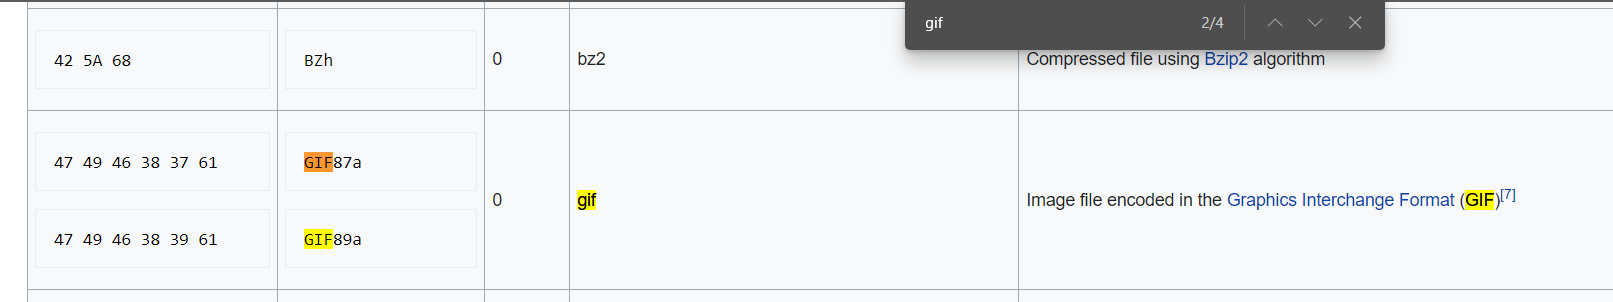 gif 2/4
42 5A 68 BZh 0 bz2 Compressed file using Bzip2 algorithm
47 49 46 38 37 61 GIF87a
0 gif Image file encoded in the Graphics Interchange Format (GIF)[7]
47 49 46 38 39 61 GIF89a